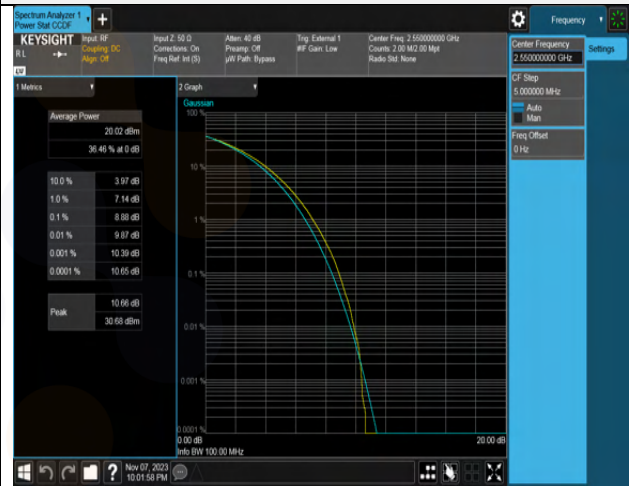 Spectrum Analyzer 1
Power Stat CCDF
+
Frequency
KEYSIGHT
RL
Input: RF
Coupling: DC
Align: Off
Input Z: 50 Ω
Corrections: On
Freq Ref: Int (S)
Atten: 40 dB
Preamp: Off
µW Path: Bypass
Trig: External 1
#IF Gain: Low
Center Freq: 2.550000000 GHz
Counts: 2.00 M/2.00 Mpt
Radio Std: None
Center Frequency
2.550000000 GHz
Settings
CF Step
5.000000 MHz
Auto
Man
Freq Offset
0 Hz
1 Metrics
Average Power
20.02 dBm
36.46 % at 0 dB
10.0 % 3.97 dB
1.0 % 7.14 dB
0.1 % 8.88 dB
0.01 % 9.87 dB
0.001 % 10.39 dB
0.0001 % 10.65 dB
Peak
10.66 dB
30.68 dBm
2 Graph
Gaussian
100 %
10 %
1 %
0.1 %
0.01 %
0.001 %
0.0001 %
0.00 dB
20.00 dB
Info BW 100.00 MHz
?
Nov 07, 2023
10:01:58 PM